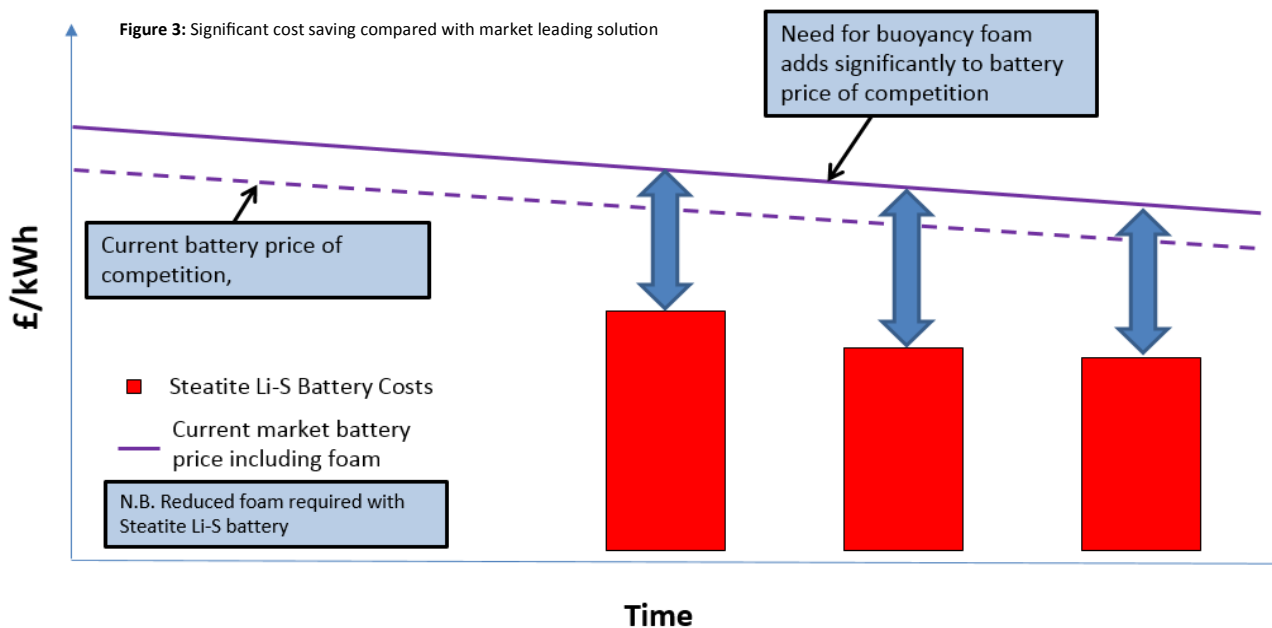 Figure 3: Significant cost saving compared with market leading solution
Need for buoyancy foam
adds significantly to battery
price of competition
Current battery price of
competition,
£/kWh
Steatite Li-S Battery Costs
Current market battery
price including foam
N.B. Reduced foam required with
Steatite Li-S battery
Time